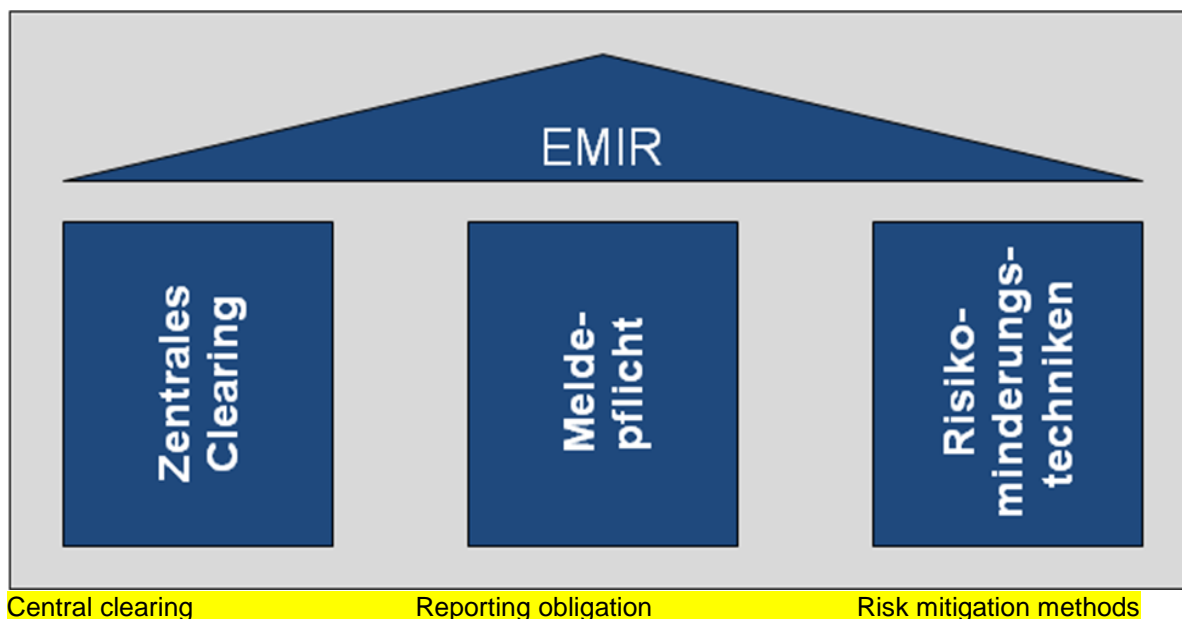 EMIR
Zentrales
Clearing
Melde-
pflicht
Risiko-
minderungs-
techniken
Central clearing
Reporting obligation
Risk mitigation methods